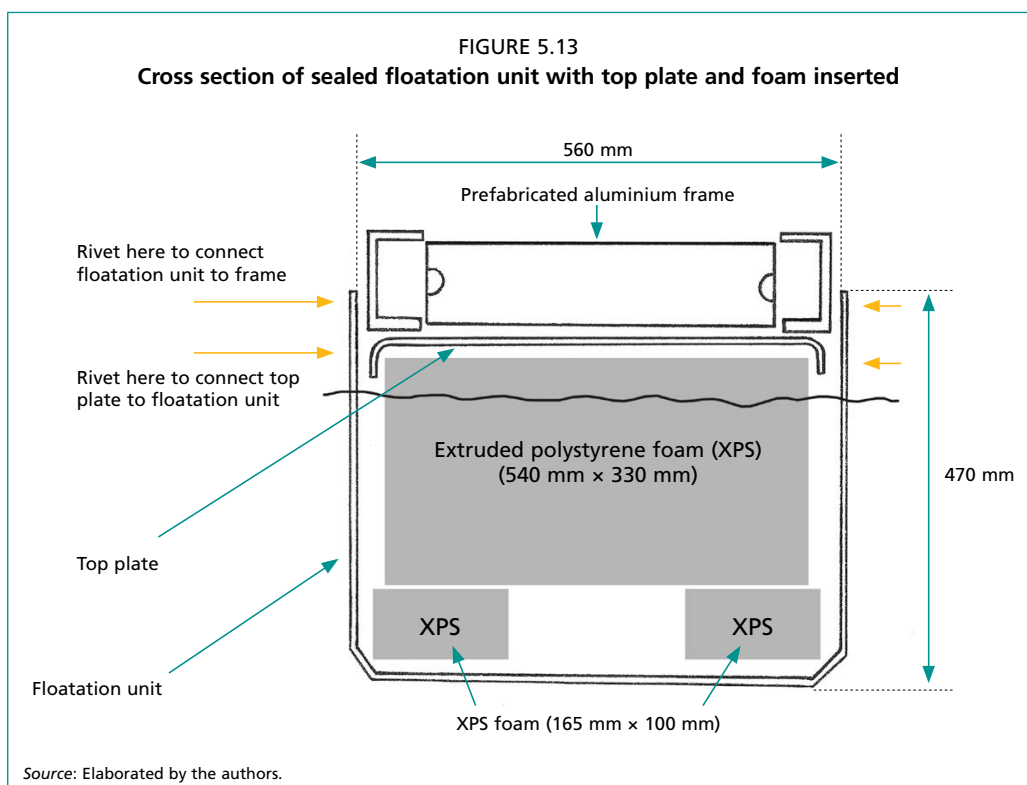 FIGURE 5.13
Cross section of sealed floatation unit with top plate and foam inserted
560 mm
Prefabricated aluminium frame
Rivet here to connect
floatation unit to frame
Rivet here to connect top
plate to floatation unit
Extruded polystyrene foam (XPS)
(540 mm × 330 mm)
470 mm
Top plate
XPS
XPS
Floatation unit
XPS foam (165 mm × 100 mm)
Source: Elaborated by the authors.